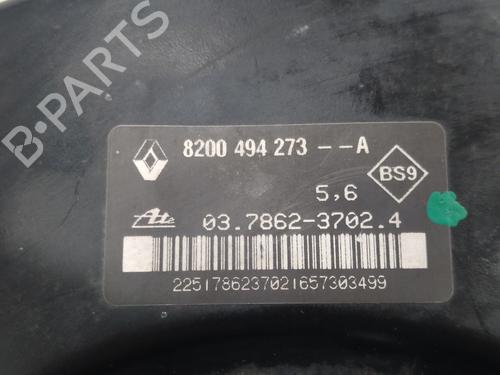 B-PARTS
8200 494 273 --A
BS9
5,6
Ate 03.7862-3702.4
2251786237021657303499